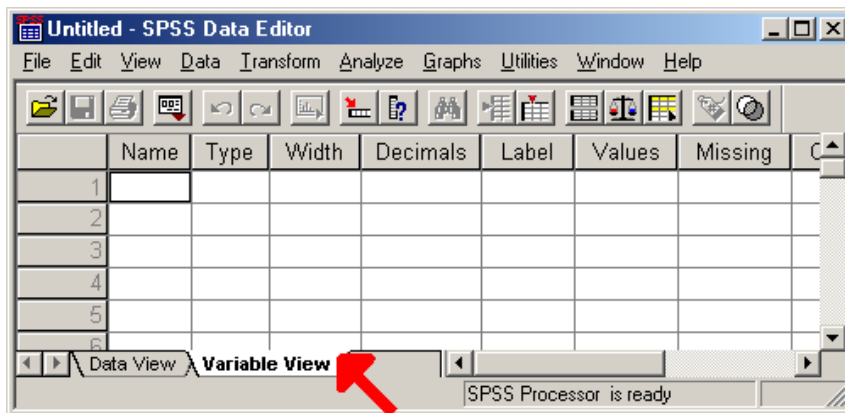 Untitled - SPSS Data Editor
File Edit View Data Transform Analyze Graphs Utilities Window Help
Name Type Width Decimals Label Values Missing
1
2
3
4
5
6
Data View Variable View
SPSS Processor is ready